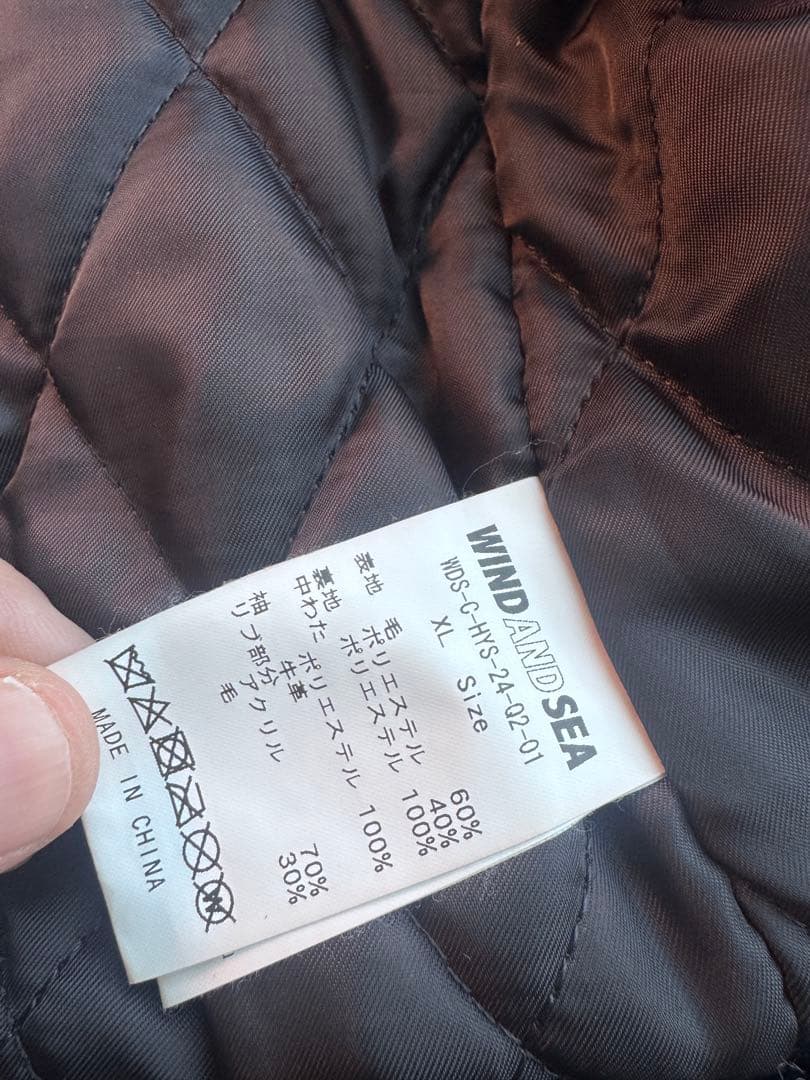 WIND AND SEA
WDS-C-HYS-24-Q2-01
XL Size
表地 毛 60%
ポリエステル 40%
裏地 ポリエステル 100%
中わた ポリエステル 100%
袖 牛革
リブ部分 アクリル 70%
毛 30%
MADE IN CHINA